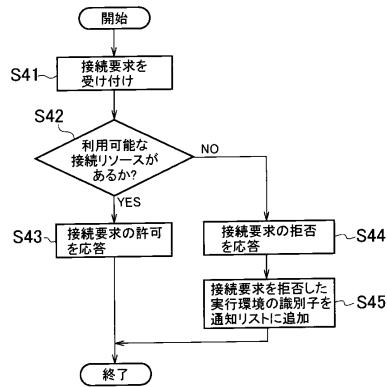 開始
S41
接続要求を
受け付け
S42
利用可能な
接続リソースが
あるか?
NO
YES
S43
接続要求の許可
を応答
接続要求の拒否
を応答
S44
接続要求を拒否した
実行環境の識別子を
通知リストに追加
S45
終了